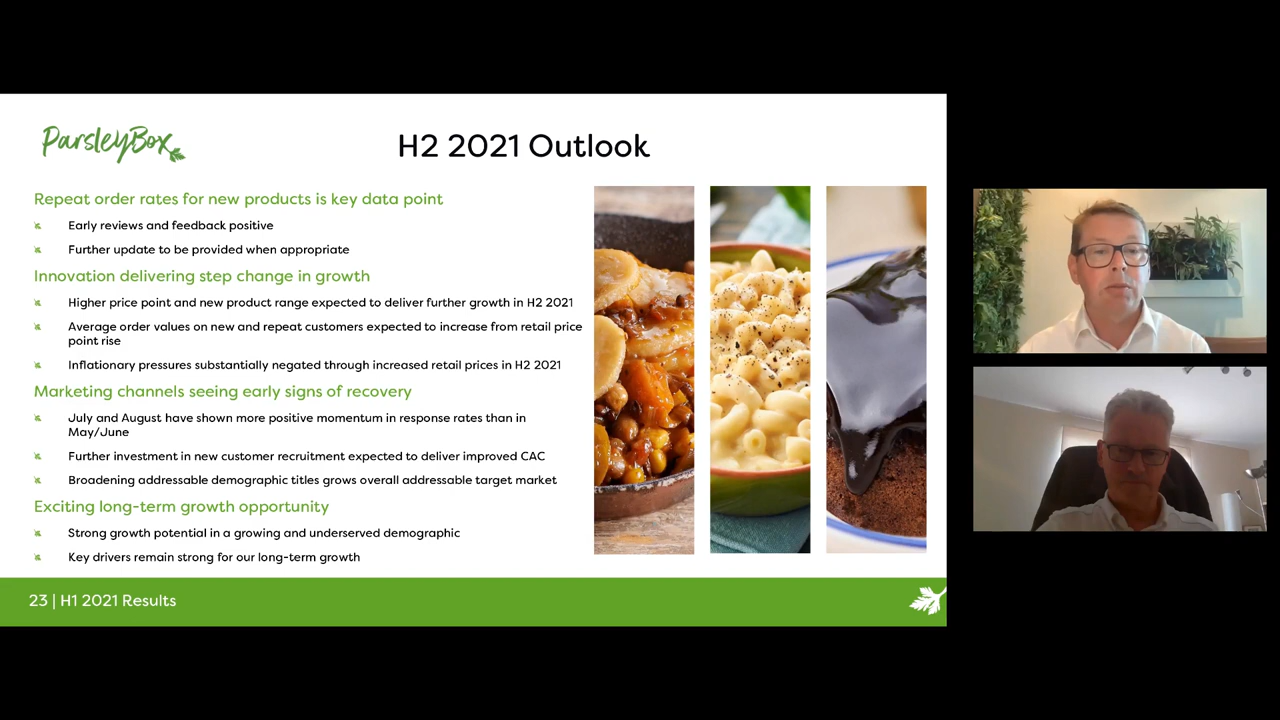 ParsleyBox
H2 2021 Outlook
Repeat order rates for new products is key data point
Early reviews and feedback positive
Further update to be provided when appropriate
Innovation delivering step change in growth
Higher price point and new product range expected to deliver further growth in H2 2021
Average order values on new and repeat customers expected to increase from retail price
point rise
Inflationary pressures substantially negated through increased retail prices in H2 2021
Marketing channels seeing early signs of recovery
July and August have shown more positive momentum in response rates than in
May/June
Further investment in new customer recruitment expected to deliver improved CAC
Broadening addressable demographic titles grows overall addressable target market
Exciting long-term growth opportunity
Strong growth potential in a growing and underserved demographic
Key drivers remain strong for our long-term growth
23 | H1 2021 Results